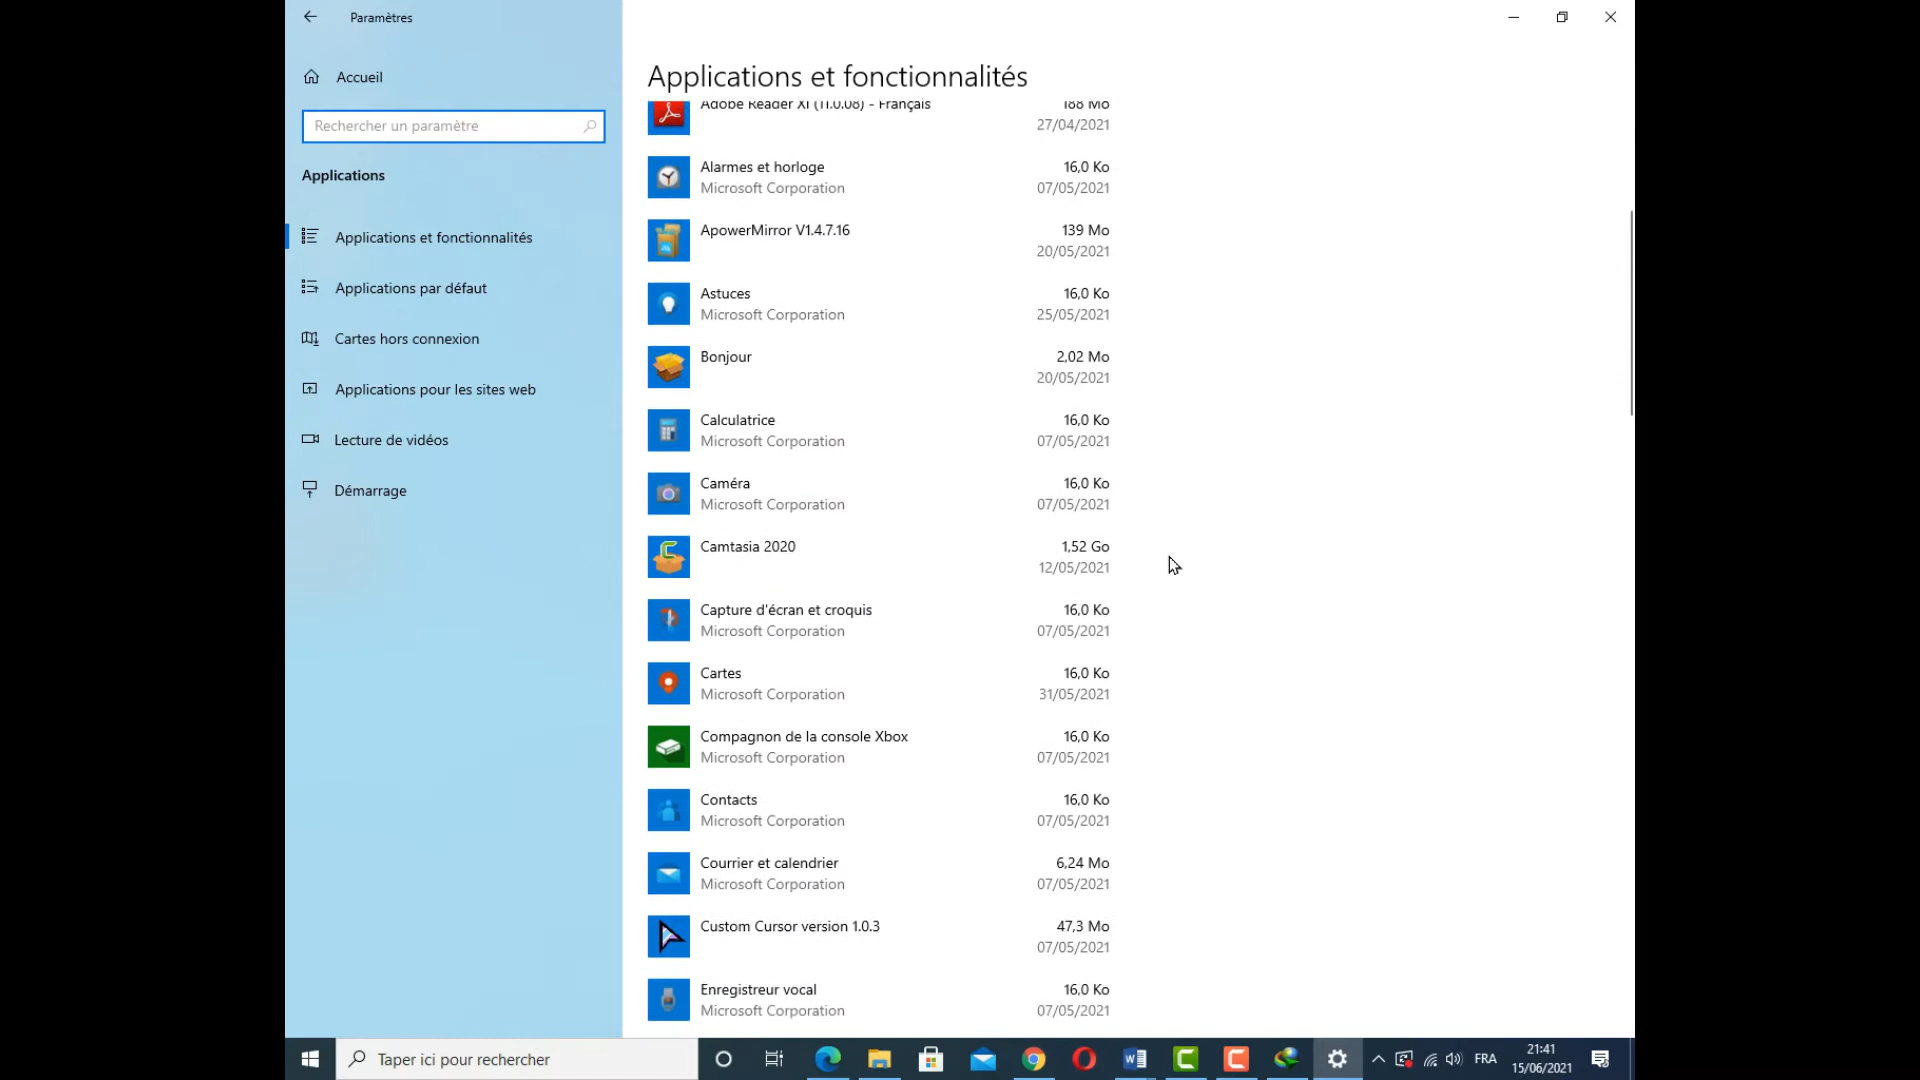 Paramètres
Accueil
Rechercher un paramètre
Applications
Applications et fonctionnalités
Applications par défaut
Cartes hors connexion
Applications pour les sites web
Lecture de vidéos
Démarrage
Applications et fonctionnalités
Adobe Reader XI (11.0.08) - Français 188 Mo
27/04/2021
Alarmes et horloge 16,0 Ko
Microsoft Corporation 07/05/2021
ApowerMirror V1.4.7.16 139 Mo
20/05/2021
Astuces 16,0 Ko
Microsoft Corporation 25/05/2021
Bonjour 2,02 Mo
20/05/2021
Calculatrice 16,0 Ko
Microsoft Corporation 07/05/2021
Caméra 16,0 Ko
Microsoft Corporation 07/05/2021
Camtasia 2020 1,52 Go
12/05/2021
Capture d'écran et croquis 16,0 Ko
Microsoft Corporation 07/05/2021
Cartes 16,0 Ko
Microsoft Corporation 31/05/2021
Compagnon de la console Xbox 16,0 Ko
Microsoft Corporation 07/05/2021
Contacts 16,0 Ko
Microsoft Corporation 07/05/2021
Courrier et calendrier 6,24 Mo
Microsoft Corporation 07/05/2021
Custom Cursor version 1.0.3 47,3 Mo
07/05/2021
Enregistreur vocal 16,0 Ko
Microsoft Corporation 07/05/2021
Taper ici pour rechercher
FRA
21:41
15/06/2021